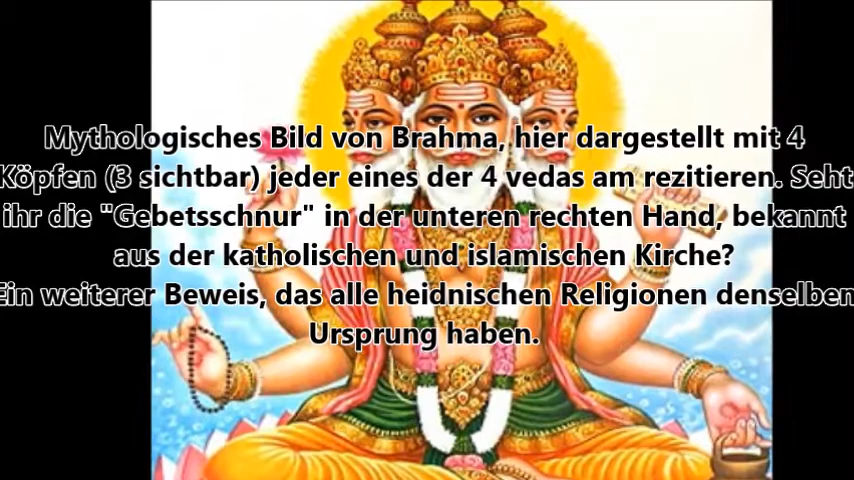 Mythologisches Bild von Brahma, hier dargestellt mit 4
Köpfen (3 sichtbar) jeder eines der 4 vedas am rezitieren. Seht
ihr die "Gebetsschnur" in der unteren rechten Hand, bekannt
aus der katholischen und islamischen Kirche?
Ein weiterer Beweis, das alle heidnischen Religionen denselben
Ursprung haben.